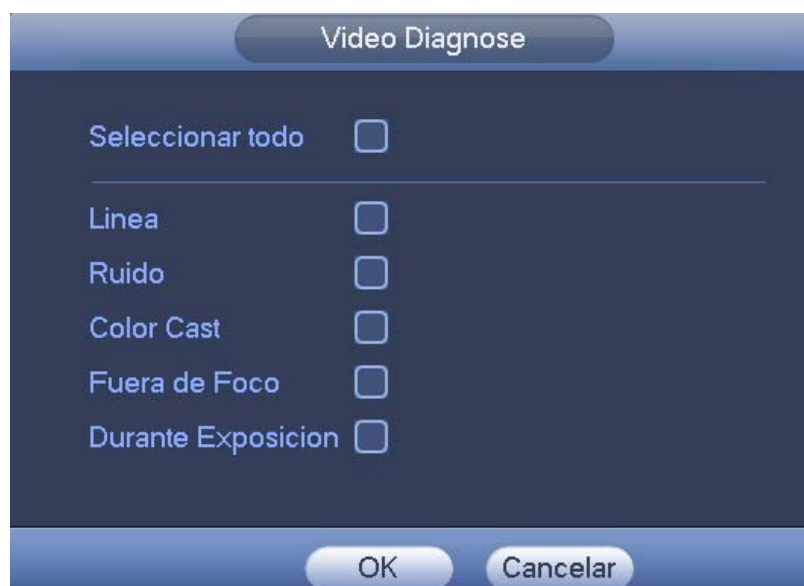 Video Diagnose
Seleccionar todo
Linea
Ruido
Color Cast
Fuera de Foco
Durante Exposicion
OK
Cancelar